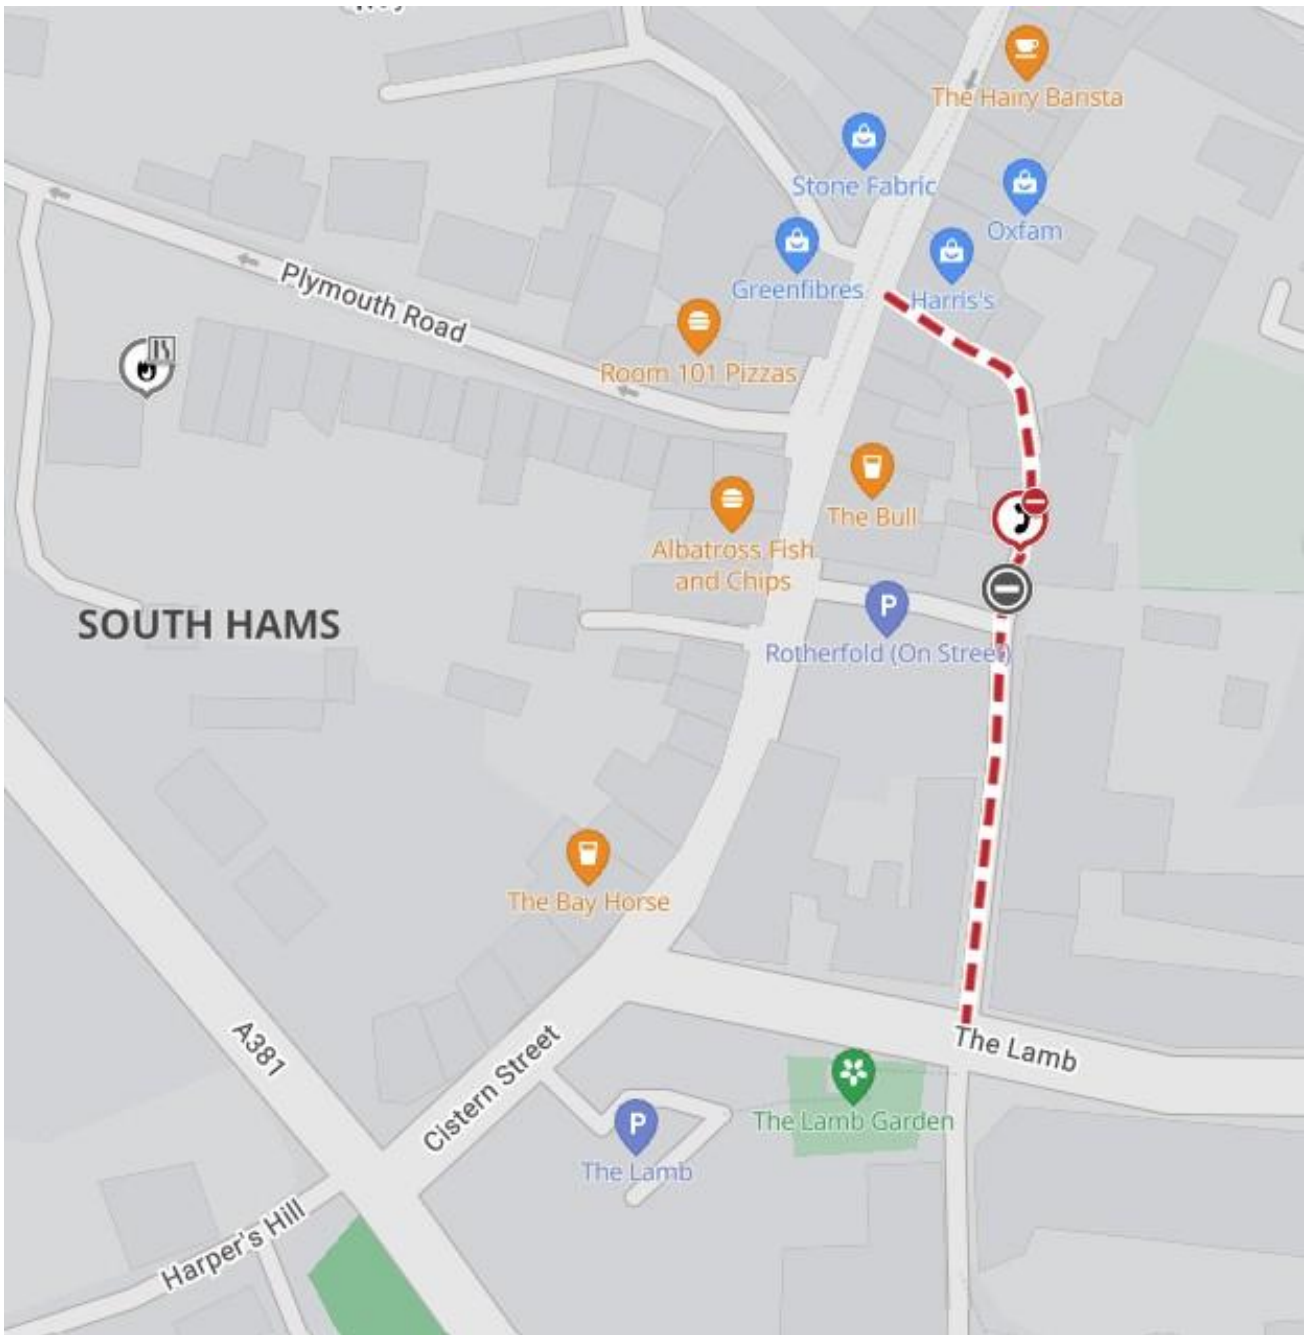 The Hairy Barista
Stone Fabric
Oxfam
Greenfibres
Harris's
Plymouth Road
Room 101 Pizzas
The Bull
Albatross Fish
and Chips
P
SOUTH HAMS
Rotherfold (On Street)
The Bay Horse
A381
Cistern Street
The Lamb
The Lamb Garden
P
The Lamb
Harper's Hill